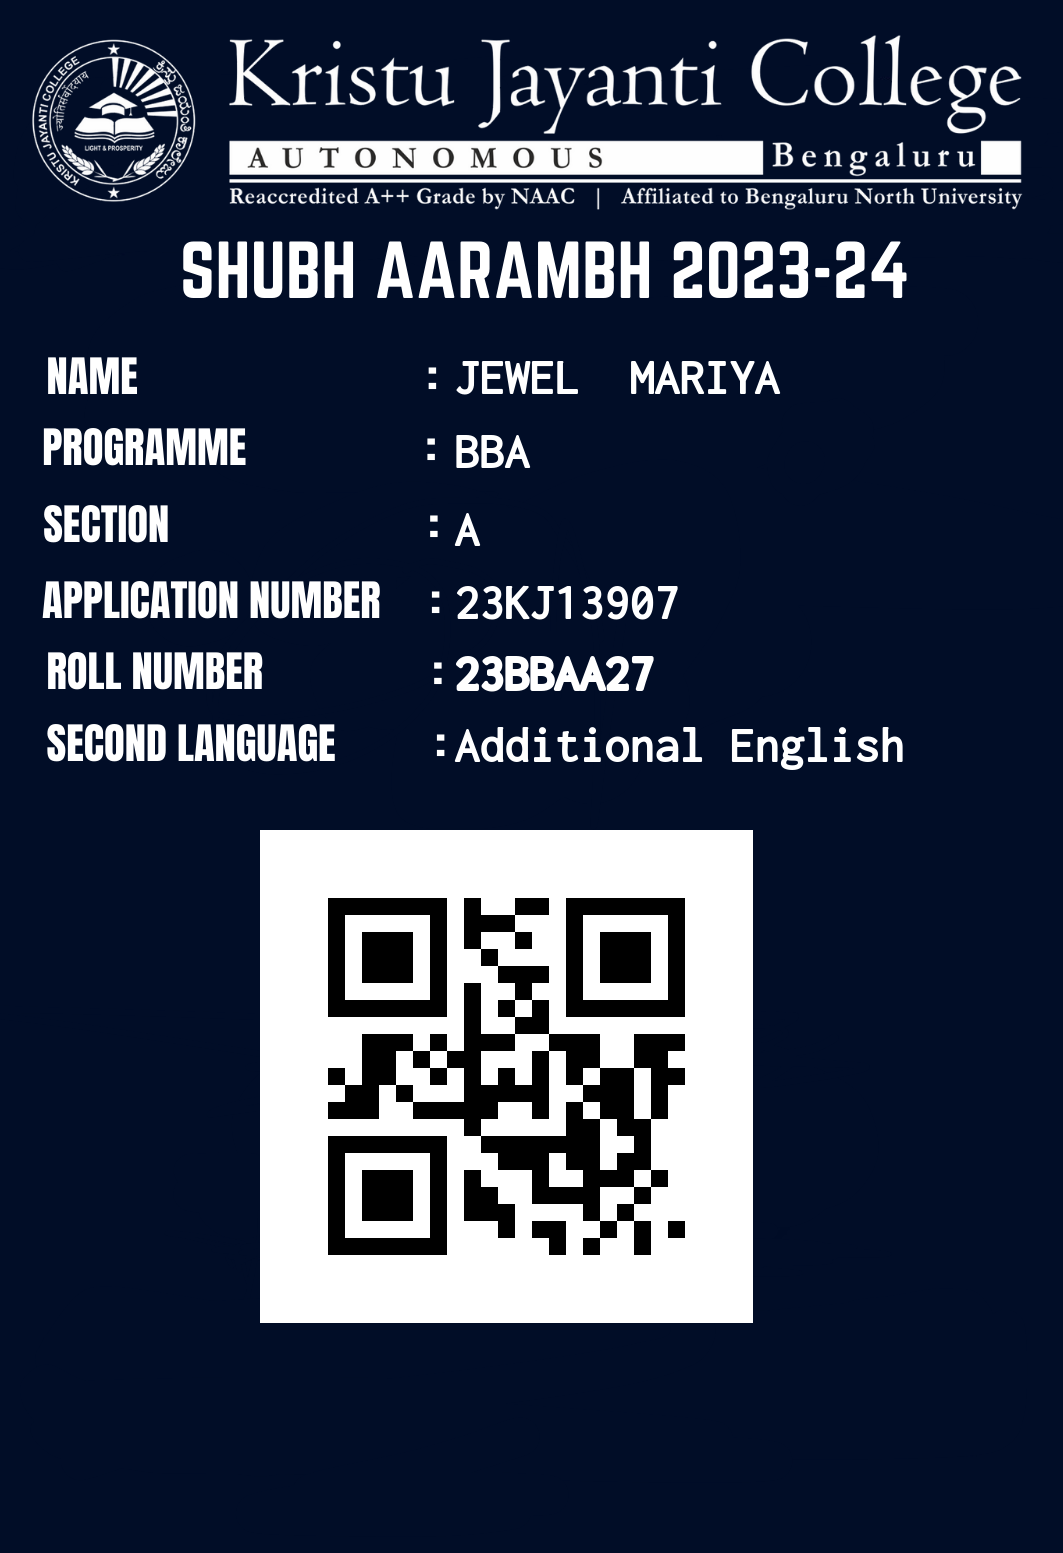 Kristu Jayanti College
AUTONOMOUS Bengaluru
Reaccredited A++ Grade by NAAC | Affiliated to Bengaluru North University
KRISTU JAYANTI COLLEGE
LIGHT & PROSPERITY
SHUBH AARAMBH 2023-24
NAME : JEWEL MARIYA
PROGRAMME : BBA
SECTION : A
APPLICATION NUMBER : 23KJ13907
ROLL NUMBER : 23BBAA27
SECOND LANGUAGE : Additional English